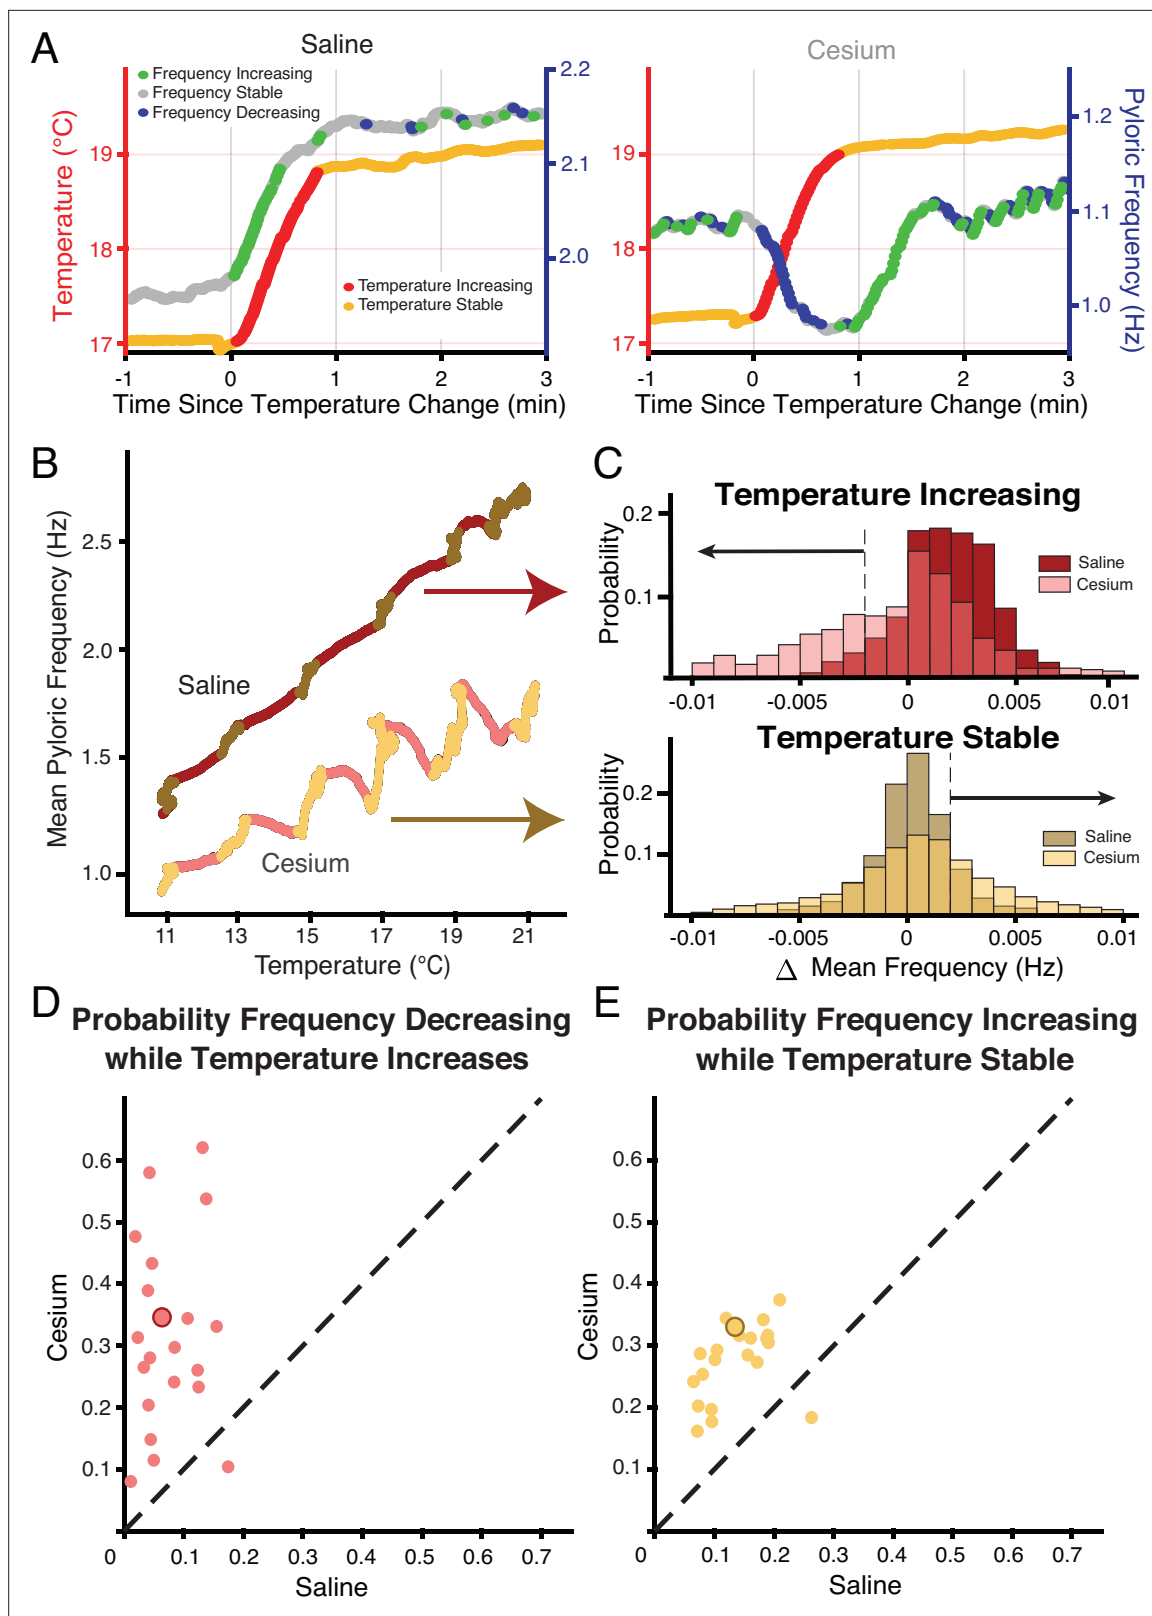 A
Saline
Cesium
Frequency Increasing
Frequency Stable
Frequency Decreasing
Temperature Increasing
Temperature Stable
Temperature (°C)
19
18
17
2.2
2.1
2.0
-1 0 1 2 3
Time Since Temperature Change (min)
19
18
17
1.2
1.1
1.0
Pyloric Frequency (Hz)
-1 0 1 2 3
Time Since Temperature Change (min)
B
Mean Pyloric Frequency (Hz)
2.5
2.0
1.5
1.0
Saline
Cesium
11 13 15 17 19 21
Temperature (°C)
C
Temperature Increasing
Probability
0.2
0.1
Saline
Cesium
-0.01 -0.005 0 0.005 0.01
Temperature Stable
Probability
0.2
0.1
Saline
Cesium
-0.01 -0.005 0 0.005 0.01
Δ Mean Frequency (Hz)
D
Probability Frequency Decreasing
while Temperature Increases
Cesium
0.6
0.5
0.4
0.3
0.2
0.1
0 0.1 0.2 0.3 0.4 0.5 0.6 0.7
Saline
E
Probability Frequency Increasing
while Temperature Stable
Cesium
0.6
0.5
0.4
0.3
0.2
0.1
0 0.1 0.2 0.3 0.4 0.5 0.6 0.7
Saline